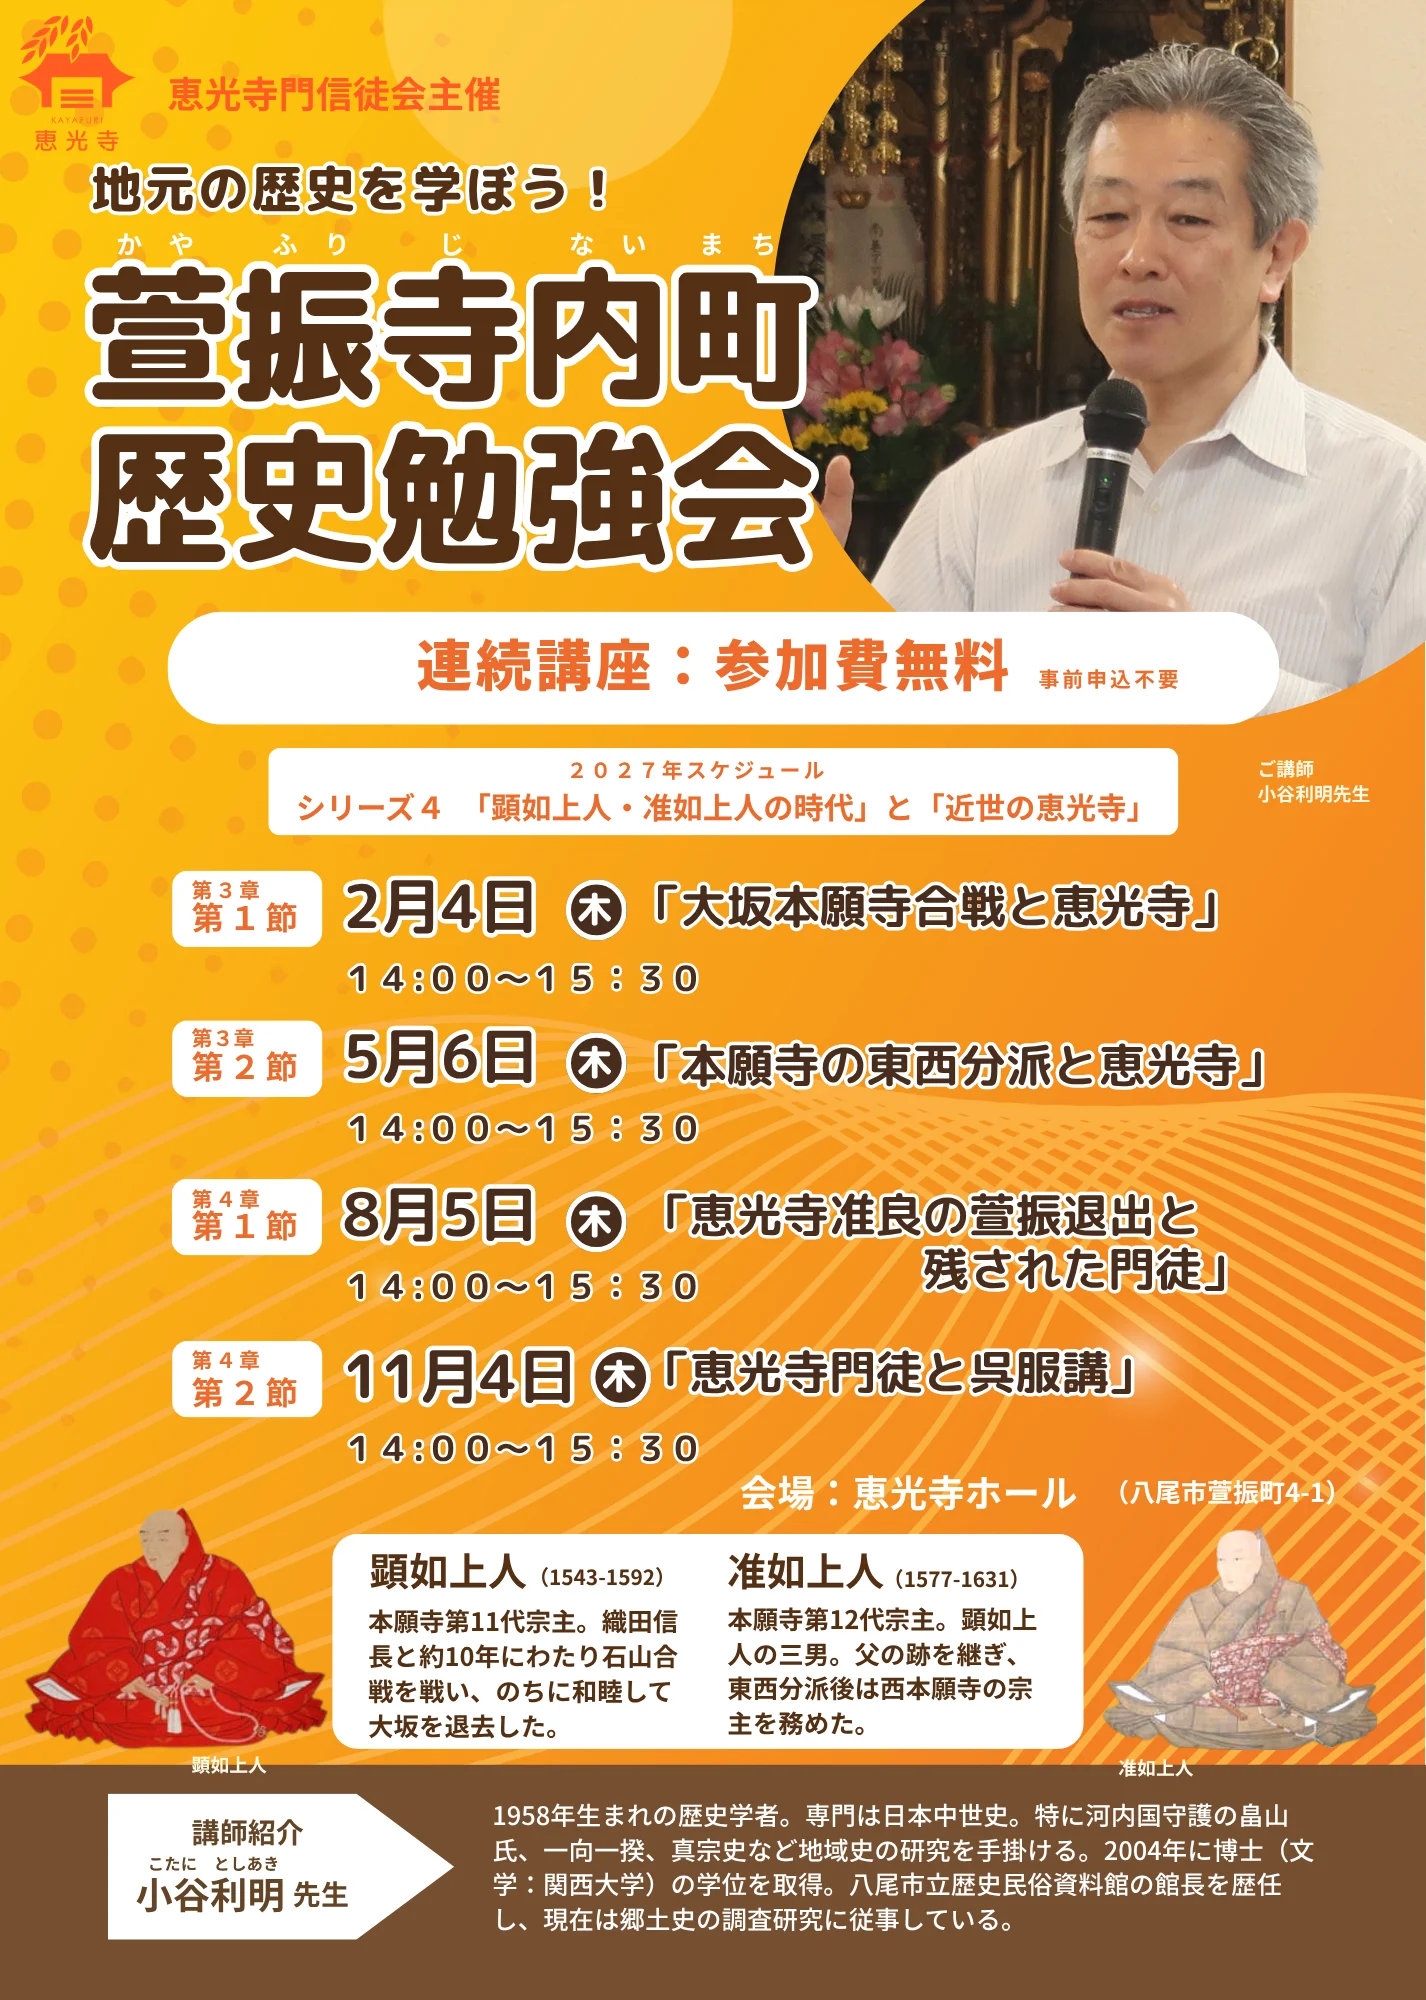 KAYAFURI
恵光寺
恵光寺門信徒会主催
地元の歴史を学ぼう！
かやふりじないまち
萱振寺内町
歴史勉強会
連続講座：参加費無料 事前申込不要
２０２７年スケジュール
シリーズ４ 「顕如上人・准如上人の時代」と「近世の恵光寺」
ご講師
小谷利明先生
第３章
第１節
2月4日 木 「大坂本願寺合戦と恵光寺」
１４:００〜１５：３０
第３章
第２節
5月6日 木 「本願寺の東西分派と恵光寺」
１４:００〜１５：３０
第４章
第１節
8月5日 木 「恵光寺准良の萱振退出と
残された門徒」
１４:００〜１５：３０
第４章
第２節
11月4日 木 「恵光寺門徒と呉服講」
１４:００〜１５：３０
会場：恵光寺ホール （八尾市萱振町4-1）
顕如上人（1543-1592）
本願寺第11代宗主。織田信
長と約10年にわたり石山合
戦を戦い、のちに和睦して
大坂を退去した。
准如上人（1577-1631）
本願寺第12代宗主。顕如上
人の三男。父の跡を継ぎ、
東西分派後は西本願寺の宗
主を務めた。
顕如上人
准如上人
講師紹介
こたに としあき
小谷利明 先生
1958年生まれの歴史学者。専門は日本中世史。特に河内国守護の畠山
氏、一向一揆、真宗史など地域史の研究を手掛ける。2004年に博士（文
学：関西大学）の学位を取得。八尾市立歴史民俗資料館の館長を歴任
し、現在は郷土史の調査研究に従事している。